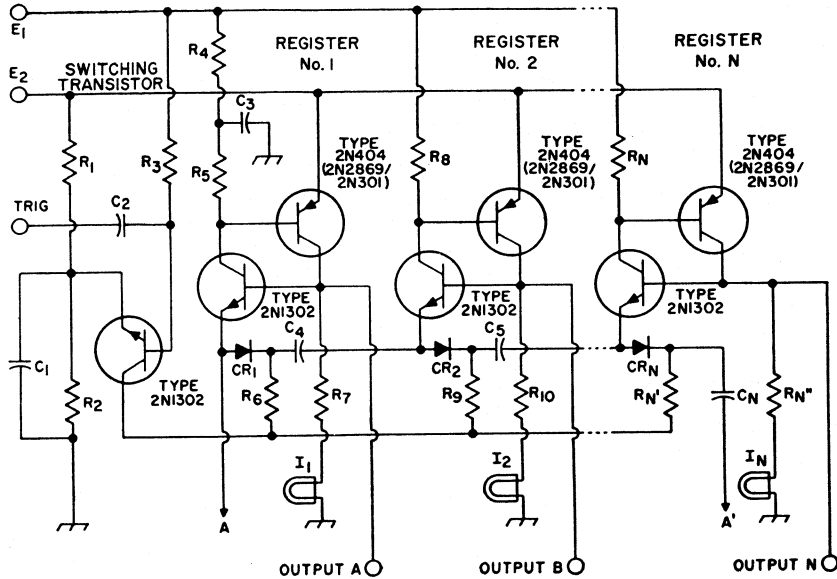 E1
E2
TRIG
SWITCHING
TRANSISTOR
REGISTER
No. 1
REGISTER
No. 2
REGISTER
No. N
R4
C3
R5
R1
R3
C2
TYPE
2N404
(2N2869/
2N301)
R8
TYPE
2N404
(2N2869/
2N301)
RN
TYPE
2N404
(2N2869/
2N301)
TYPE
2N1302
TYPE
2N1302
TYPE
2N1302
C1
R2
TYPE
2N1302
CR1
C4
R6
R7
CR2
C5
R9
R10
CRN
RN'
CN
RN"
I1
I2
IN
A
A'
OUTPUT A
OUTPUT B
OUTPUT N